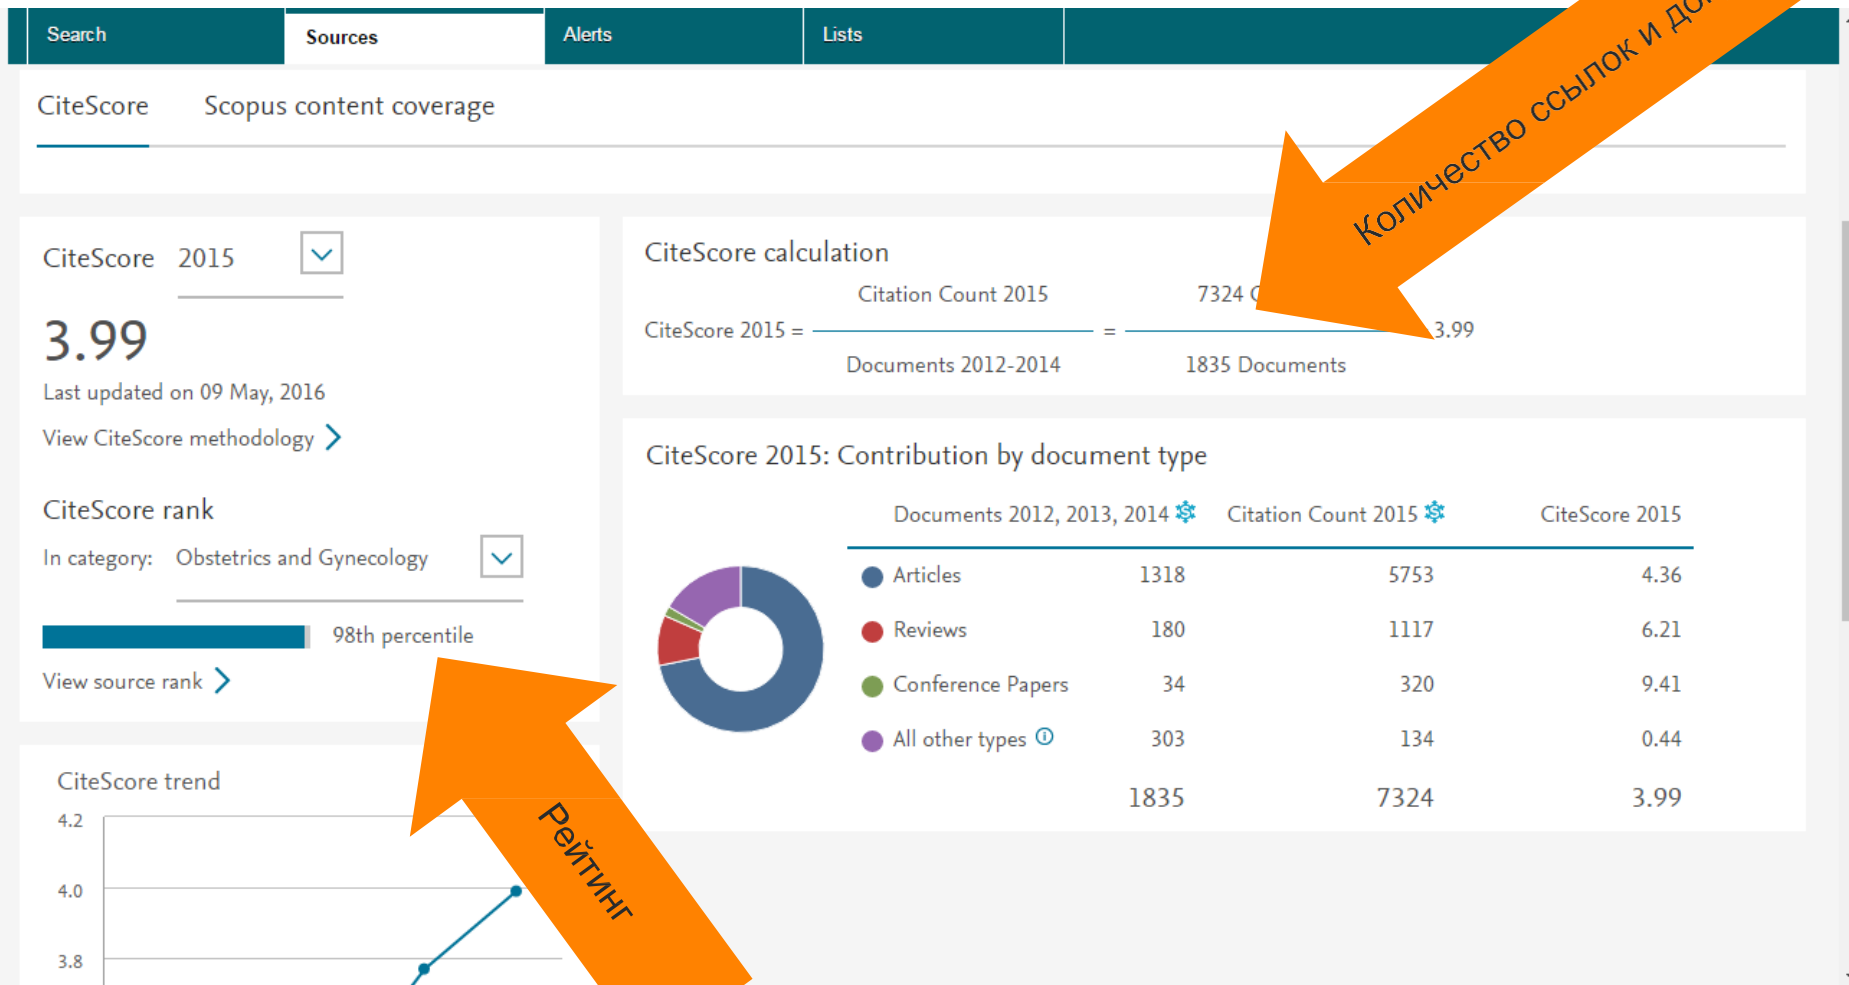 Search Sources Alerts Lists
Количество ссылок и
CiteScore Scopus content coverage
CiteScore 2015
3.99
Last updated on 09 May, 2016
View CiteScore methodology
CiteScore rank
In category: Obstetrics and Gynecology
98th percentile
View source rank
CiteScore calculation
Citation Count 2015 7324
CiteScore 2015 = = 3.99
Documents 2012-2014 1835 Documents
CiteScore 2015: Contribution by document type
Documents 2012, 2013, 2014 Citation Count 2015 CiteScore 2015
Articles 1318 5753 4.36
Reviews 180 1117 6.21
Conference Papers 34 320 9.41
All other types 303 134 0.44
1835 7324 3.99
Рейтинг
CiteScore trend
4.2
4.0
3.8